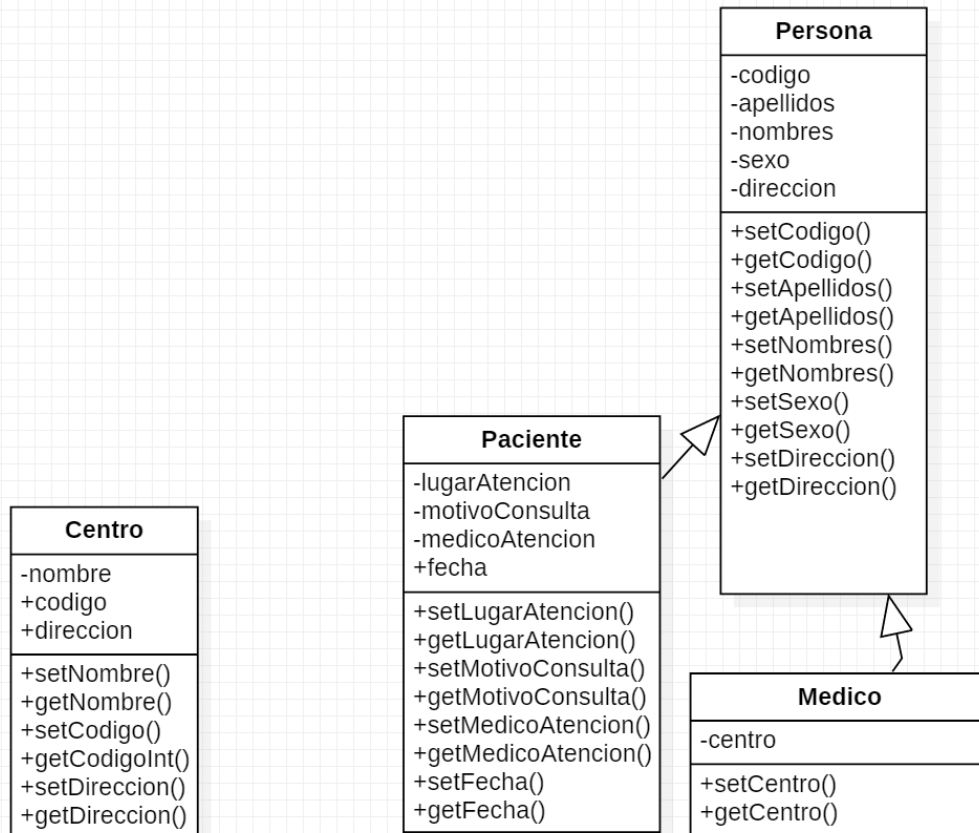 Persona
-codigo
-apellidos
-nombres
-sexo
-direccion
+setCodigo()
+getCodigo()
+setApellidos()
+getApellidos()
+setNombres()
+getNombres()
+setSexo()
+getSexo()
+setDireccion()
+getDireccion()
Paciente
-lugarAtencion
-motivoConsulta
-medicoAtencion
+fecha
+setLugarAtencion()
+getLugarAtencion()
+setMotivoConsulta()
+getMotivoConsulta()
+setMedicoAtencion()
+getMedicoAtencion()
+setFecha()
+getFecha()
Centro
-nombre
+codigo
+direccion
+setNombre()
+getNombre()
+setCodigo()
+getCodigoInt()
+setDireccion()
+getDireccion()
Medico
-centro
+setCentro()
+getCentro()